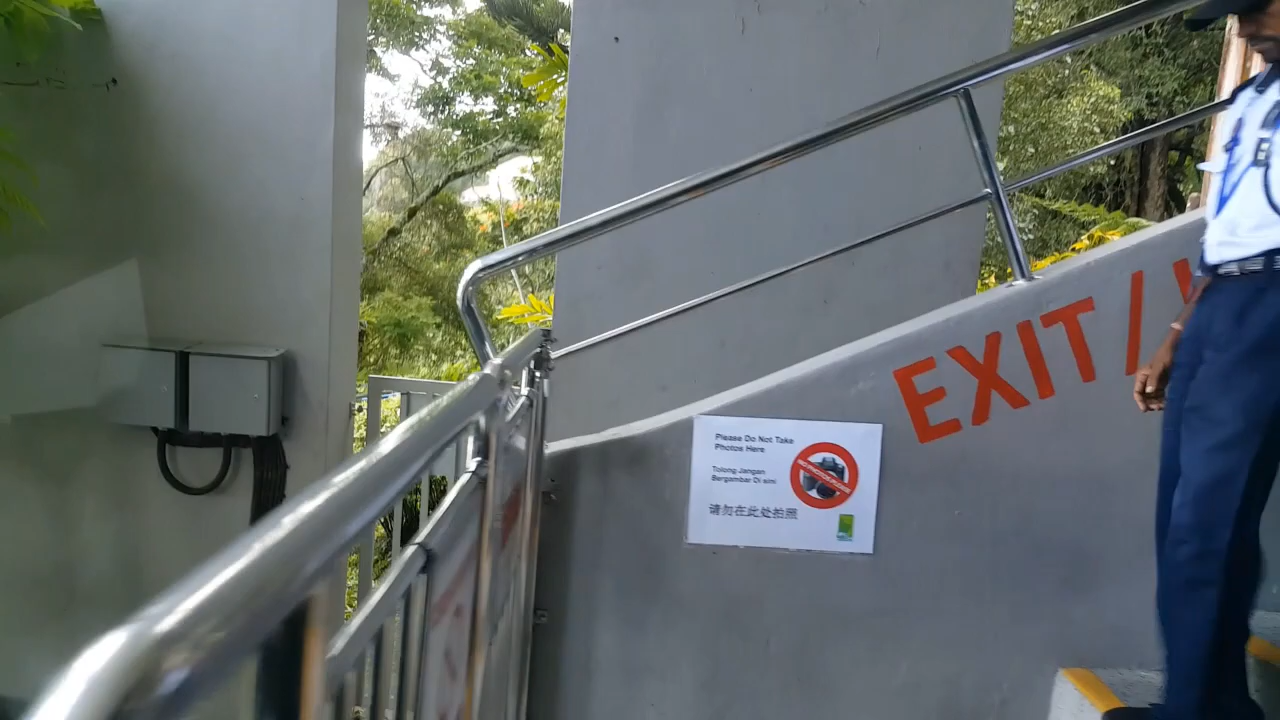 Please Do Not Take
Photos Here
Tolong Jangan
Bergambar Di sini
请勿在此处拍照
EXIT/